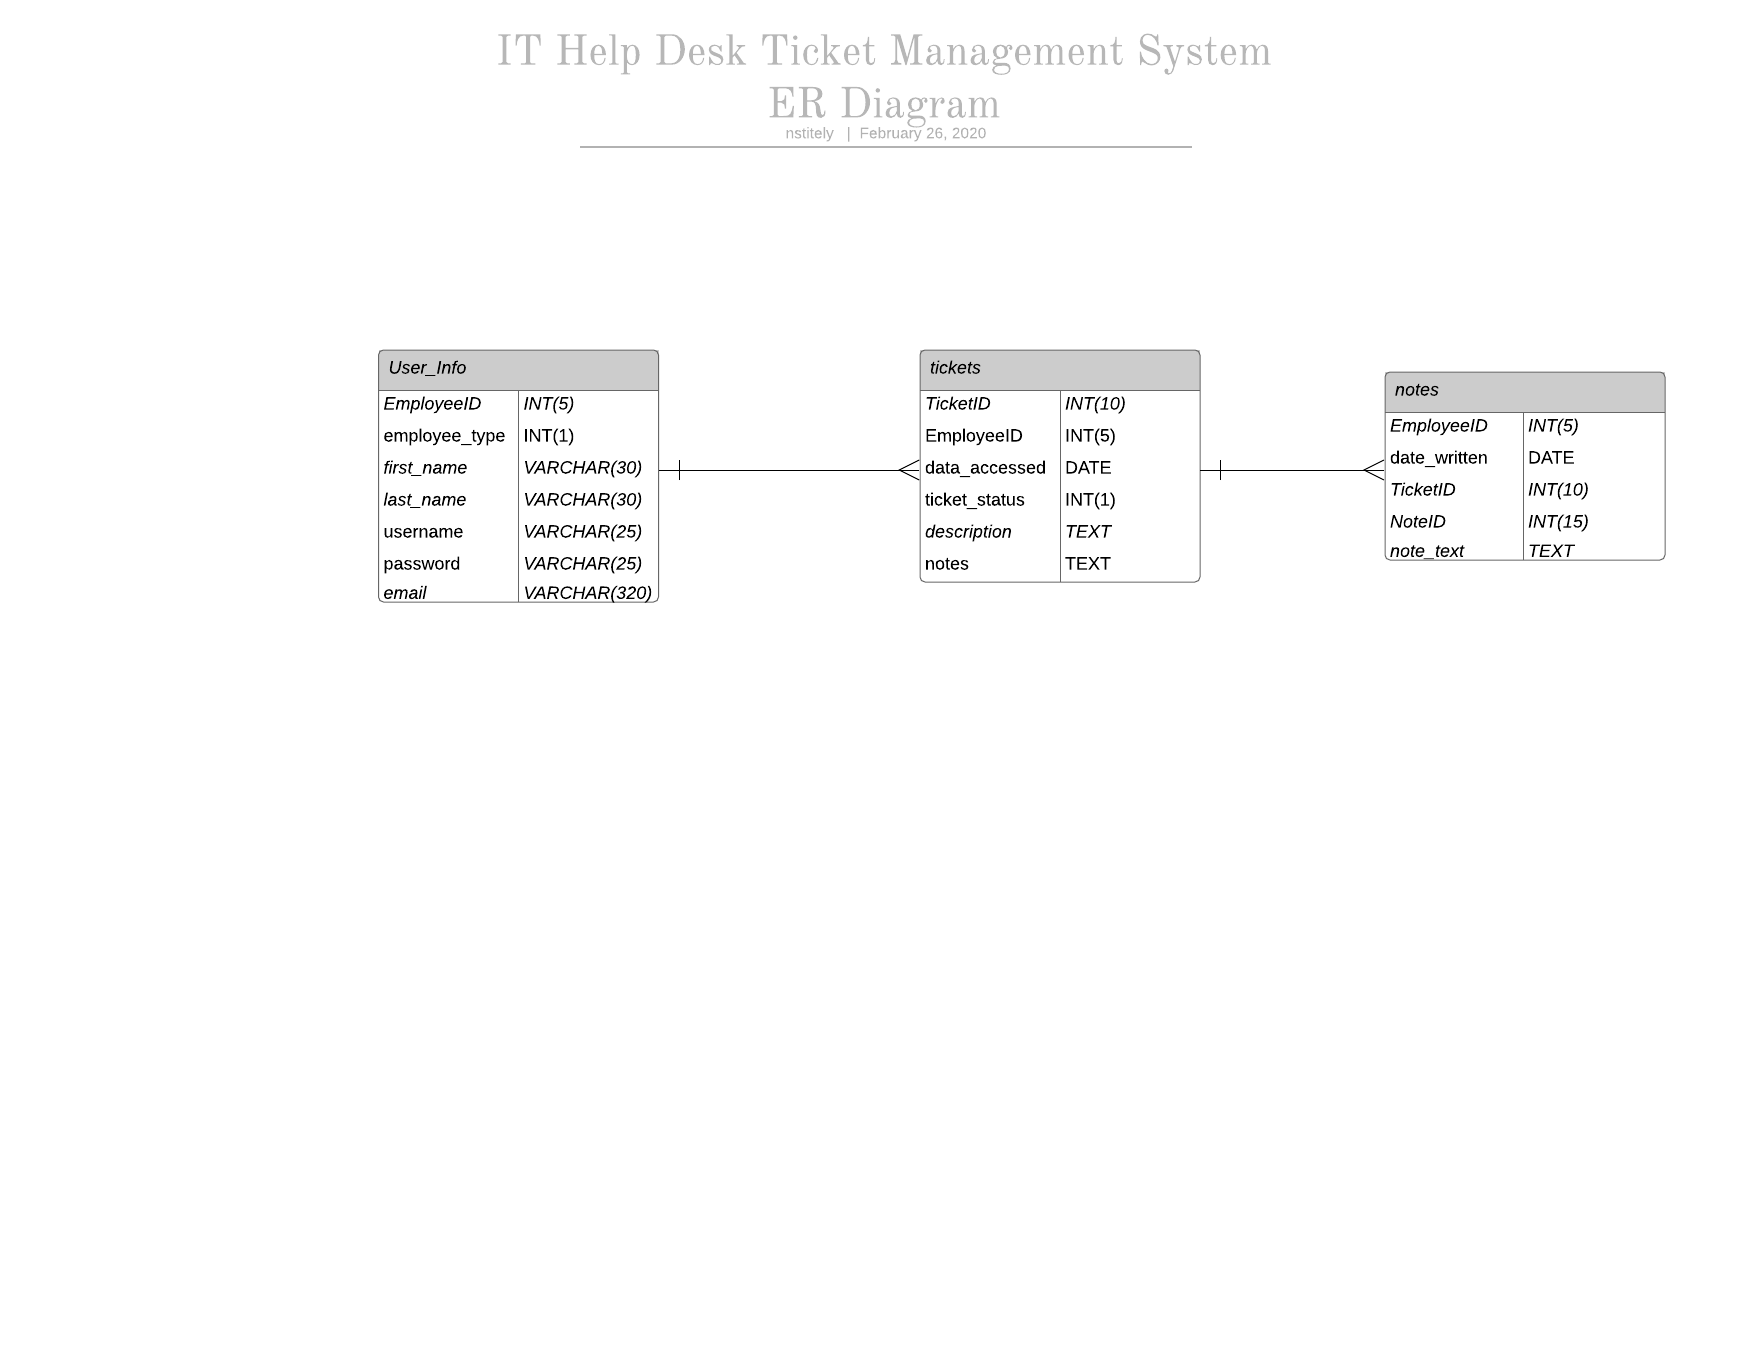 IT Help Desk Ticket Management System
ER Diagram
nstitely | February 26, 2020
User_Info
EmployeeID INT(5)
employee_type INT(1)
first_name VARCHAR(30)
last_name VARCHAR(30)
username VARCHAR(25)
password VARCHAR(25)
email VARCHAR(320)
tickets
TicketID INT(10)
EmployeeID INT(5)
data_accessed DATE
ticket_status INT(1)
description TEXT
notes TEXT
notes
EmployeeID INT(5)
date_written DATE
TicketID INT(10)
NoteID INT(15)
note_text TEXT